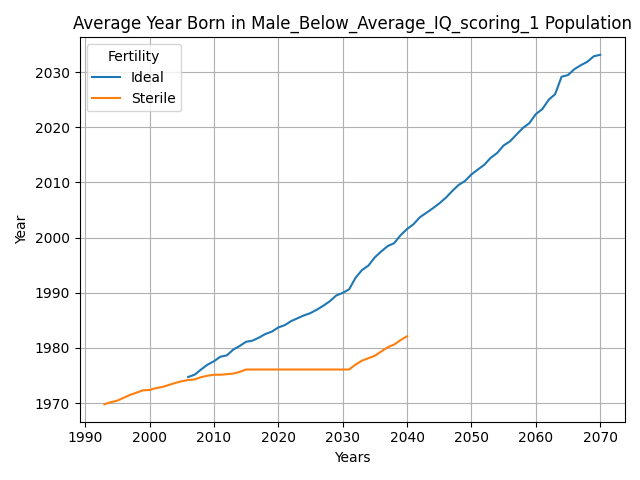 Average Year Born in Male_Below_Average_IQ_scoring_1 Population
Fertility
Ideal
Sterile
Year
2030
2020
2010
2000
1990
1980
1970
1990 2000 2010 2020 2030 2040 2050 2060 2070
Years